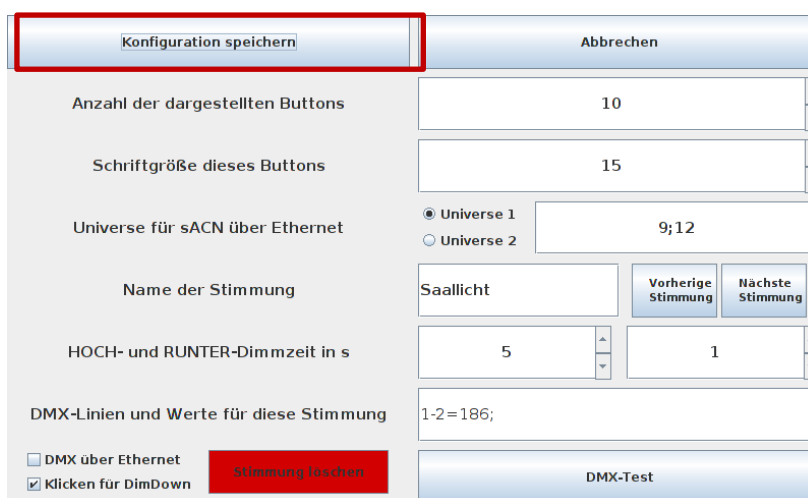 Konfiguration speichern
Abbrechen
Anzahl der dargestellten Buttons
10
Schriftgröße dieses Buttons
15
Universe für sACN über Ethernet
Universe 1
Universe 2
9;12
Name der Stimmung
Saallicht
Vorherige
Stimmung
Nächste
Stimmung
HOCH- und RUNTER-Dimmzeit in s
5
1
DMX-Linien und Werte für diese Stimmung
1-2=186;
DMX über Ethernet
Klicken für DimDown
Stimmung löschen
DMX-Test